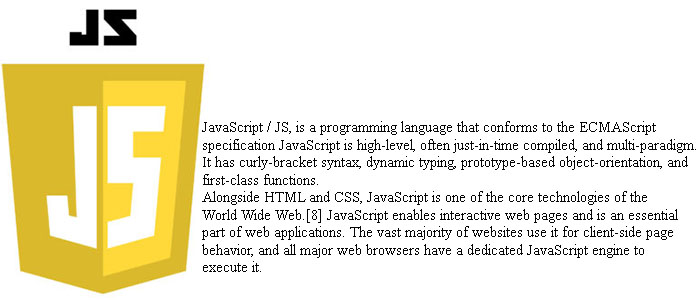 JS
JS
JavaScript / JS, is a programming language that conforms to the ECMAScript
specification JavaScript is high-level, often just-in-time compiled, and multi-paradigm.
It has curly-bracket syntax, dynamic typing, prototype-based object-orientation, and
first-class functions.
Alongside HTML and CSS, JavaScript is one of the core technologies of the
World Wide Web.[8] JavaScript enables interactive web pages and is an essential
part of web applications. The vast majority of websites use it for client-side page
behavior, and all major web browsers have a dedicated JavaScript engine to
execute it.